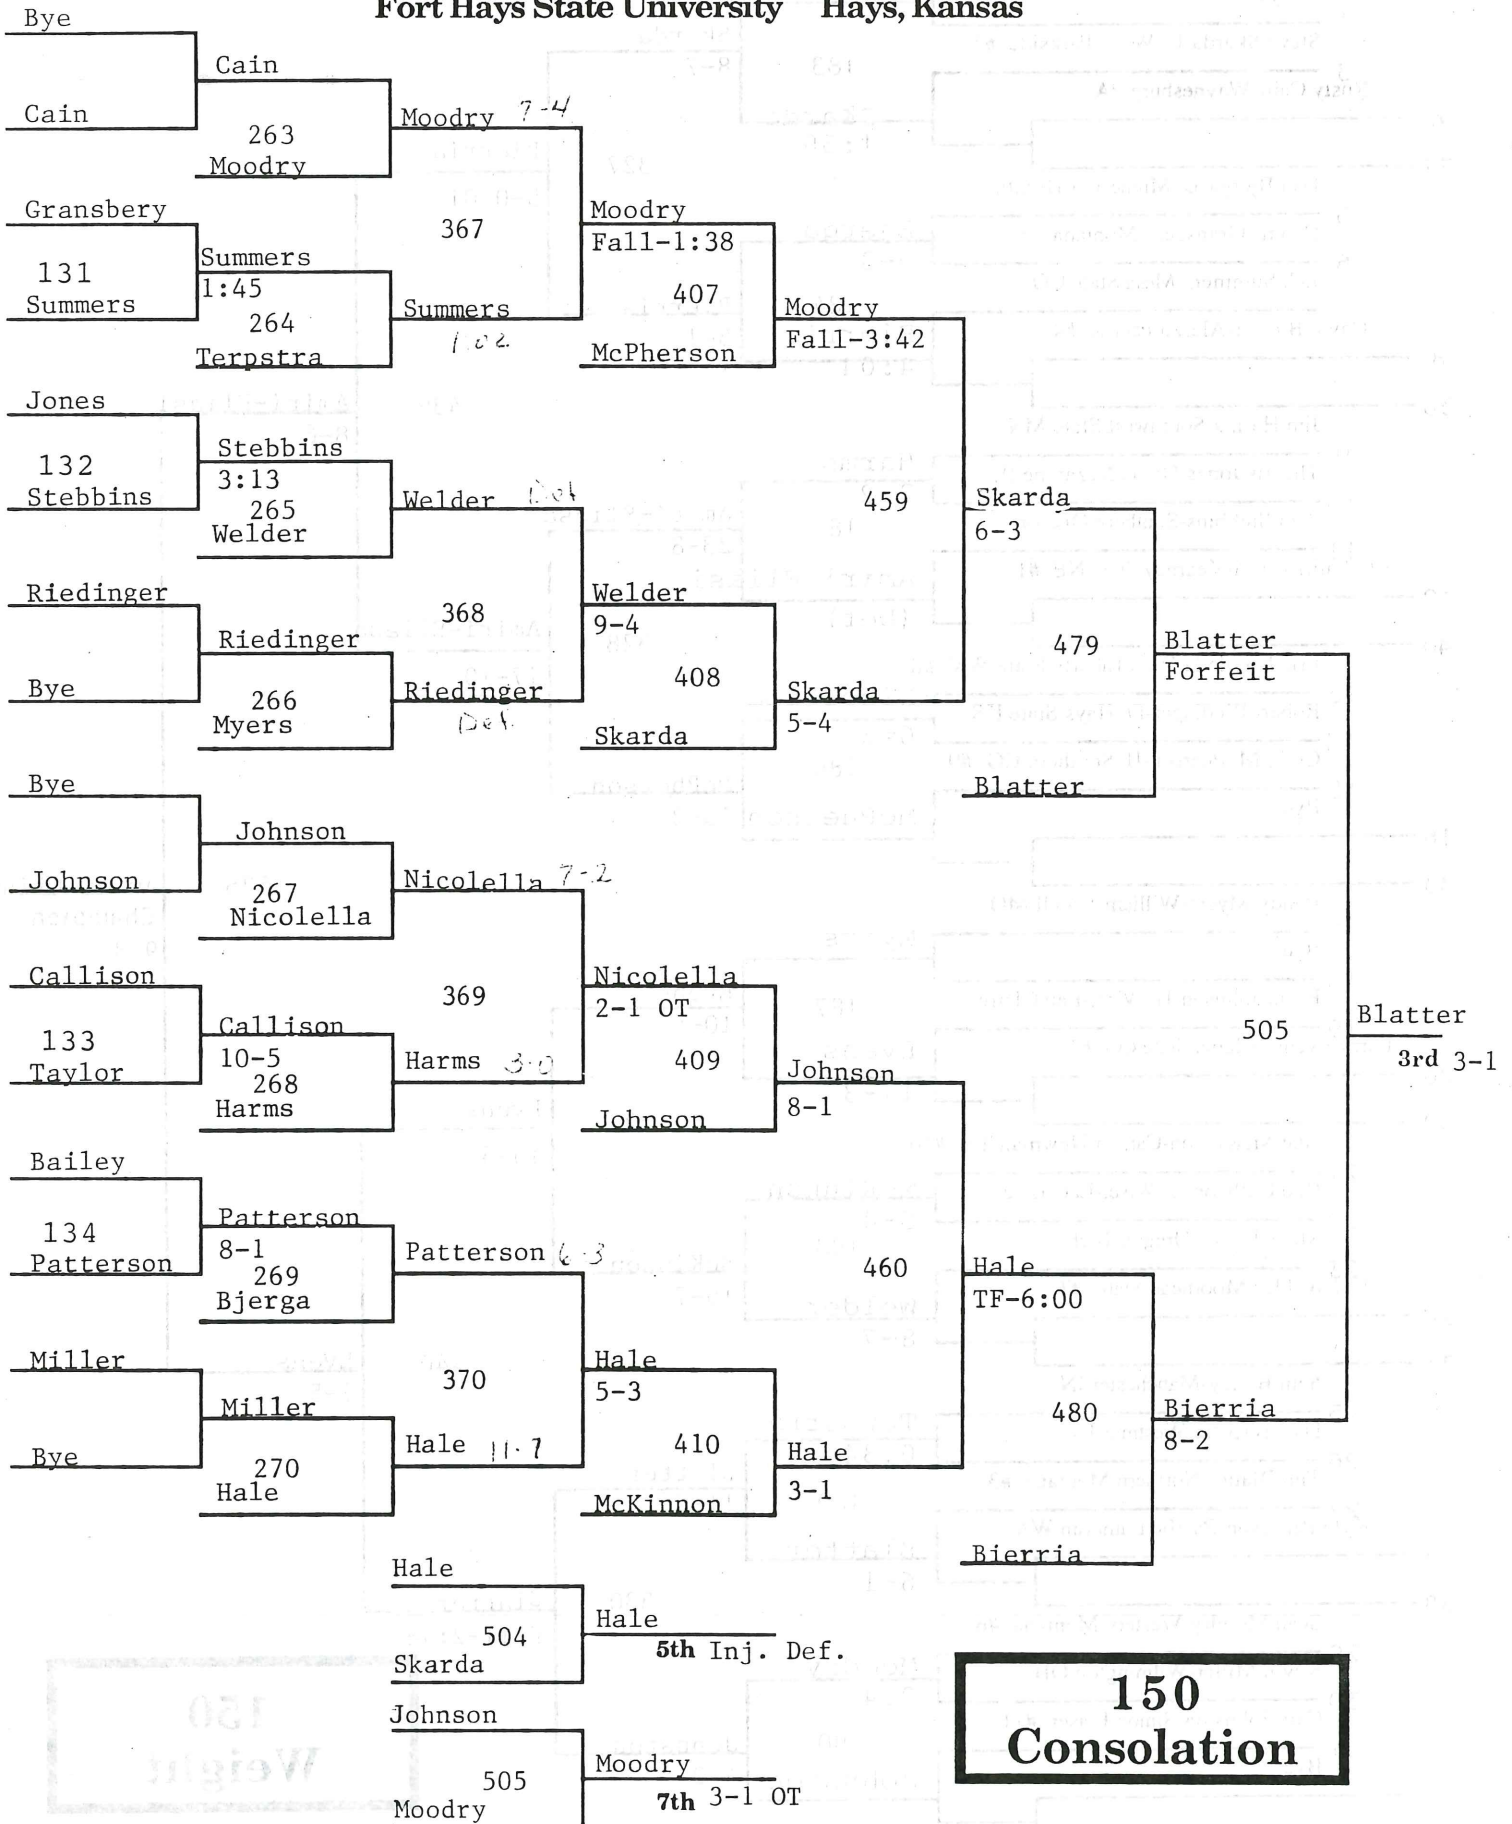 Fort Hays State University Hays, Kansas
Bye
Cain
Cain
263
Moodry
Moodry 7-4
Gransbery
131
Summers
Summers
1:45
264
Terpstra
367
Summers
Moodry
Fall-1:38
407
McPherson
Moodry
Fall-3:42
Jones
132
Stebbins
Stebbins
3:13
265
Welder
Welder Def
Riedinger
Bye
Riedinger
266
Myers
368
Riedinger
Def.
Welder
9-4
408
Skarda
Skarda
5-4
459
Skarda
6-3
479
Blatter
Blatter
Forfeit
Bye
Johnson
Johnson
267
Nicolella
Nicolella 7-2
Callison
133
Taylor
Callison
10-5
268
Harms
369
Harms 3-0
Nicolella
2-1 OT
409
Johnson
Johnson
8-1
Bailey
134
Patterson
Patterson
8-1
269
Bjerga
Patterson 6-3
Miller
Bye
Miller
270
Hale
370
Hale 11-7
Hale
5-3
410
McKinnon
Hale
3-1
460
Hale
TF-6:00
480
Bierria
Bierria
8-2
505
Blatter
3rd 3-1
Hale
504
Skarda
Hale
5th Inj. Def.
Johnson
505
Moodry
Moodry
7th 3-1 OT
150
Consolation